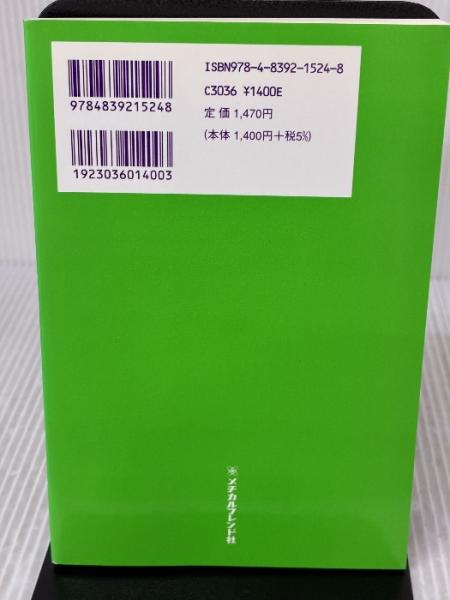 ISBN978-4-8392-1524-8
C3036 ¥1400E
定価 1,470円
(本体 1,400円+税5%)
9784839215248
1923036014003
メヂカルフレンド社